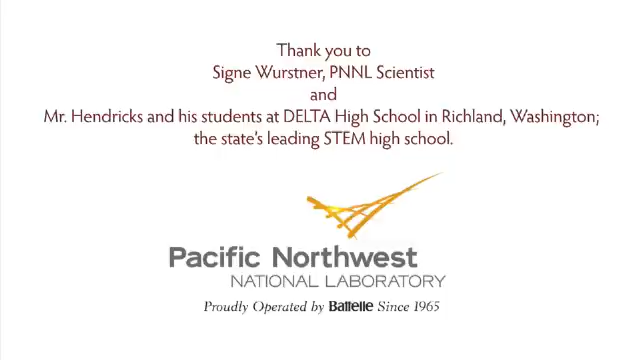 Thank you to
Signe Wurstner, PNNL Scientist
and
Mr. Hendricks and his students at DELTA High School in Richland, Washington;
the state's leading STEM high school.
Pacific Northwest
NATIONAL LABORATORY
Proudly Operated by Battelle Since 1965